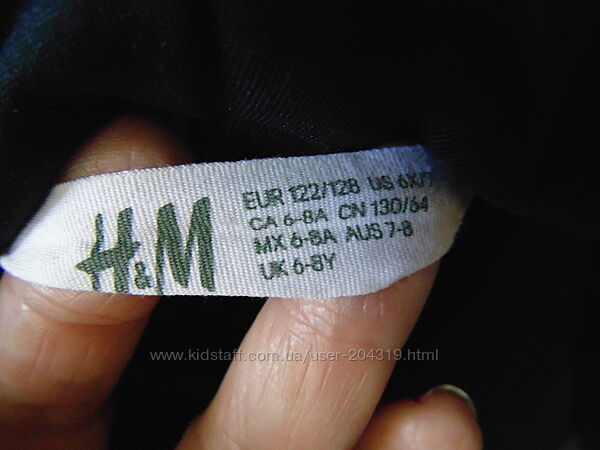 H&M
EUR 122/128 US 6X/7
CA 6-8A CN 130/64
MX 6-8A AUS 7-8
UK 6-8Y
www.kidstaff.com.ua/user-204319.html